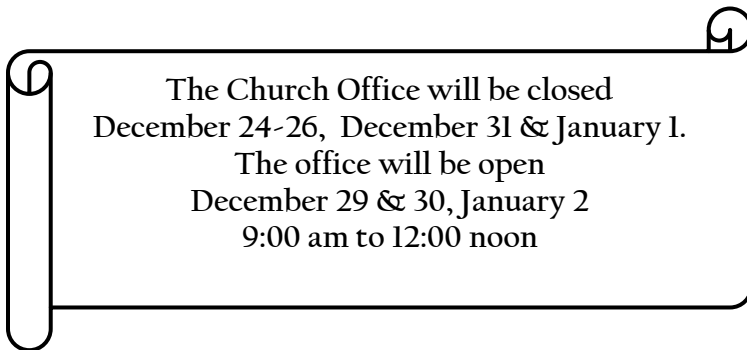 The Church Office will be closed
December 24-26, December 31 & January 1.
The office will be open
December 29 & 30, January 2
9:00 am to 12:00 noon